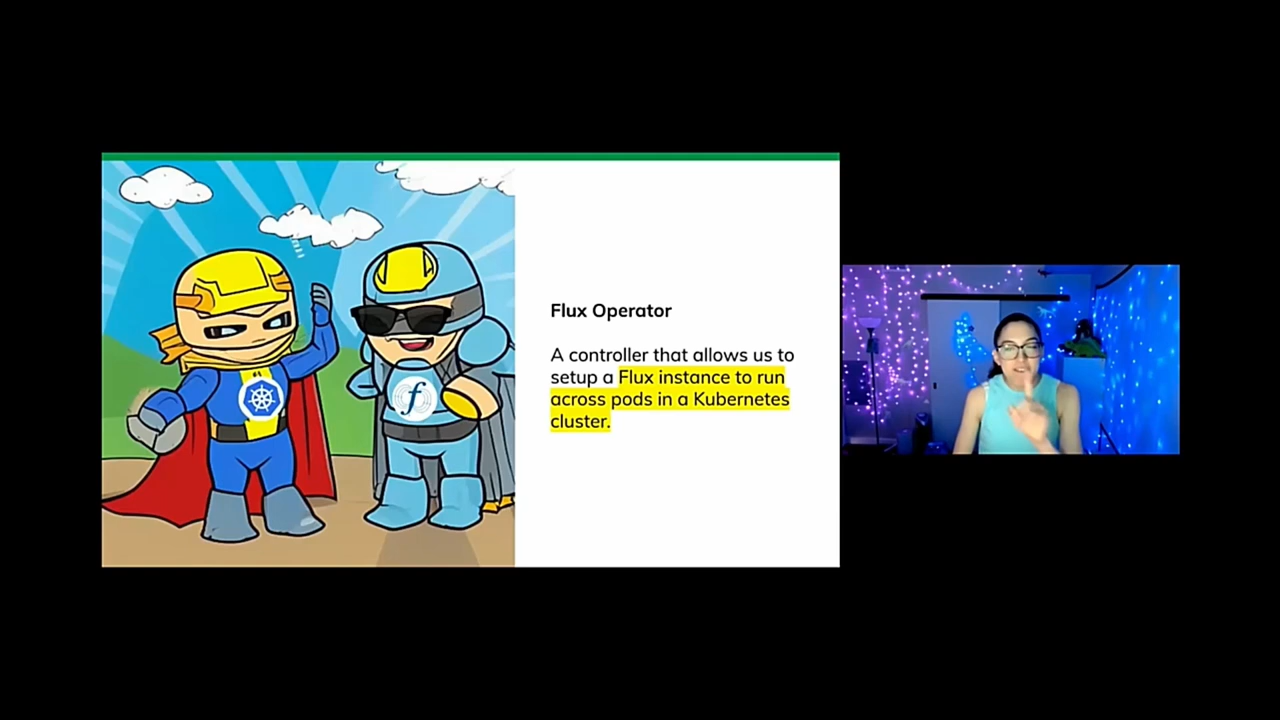 Flux Operator
A controller that allows us to
setup a Flux instance to run
across pods in a Kubernetes
cluster.
f